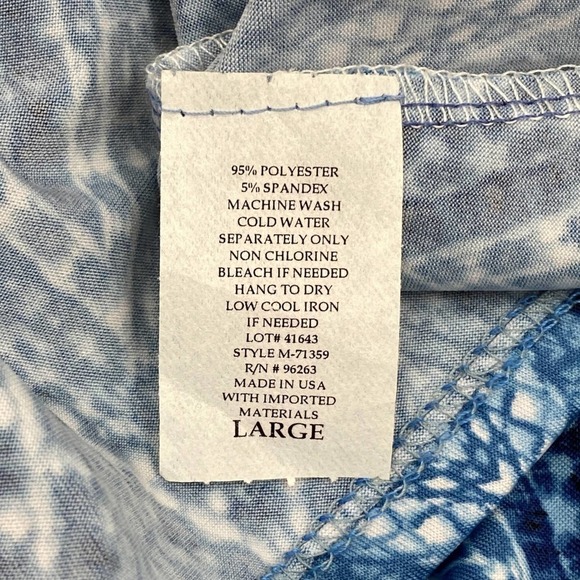 95% POLYESTER
5% SPANDEX
MACHINE WASH
COLD WATER
SEPARATELY ONLY
NON CHLORINE
BLEACH IF NEEDED
HANG TO DRY
LOW COOL IRON
IF NEEDED
LOT# 41643
STYLE M-71359
R/N # 96263
MADE IN USA
WITH IMPORTED
MATERIALS
LARGE